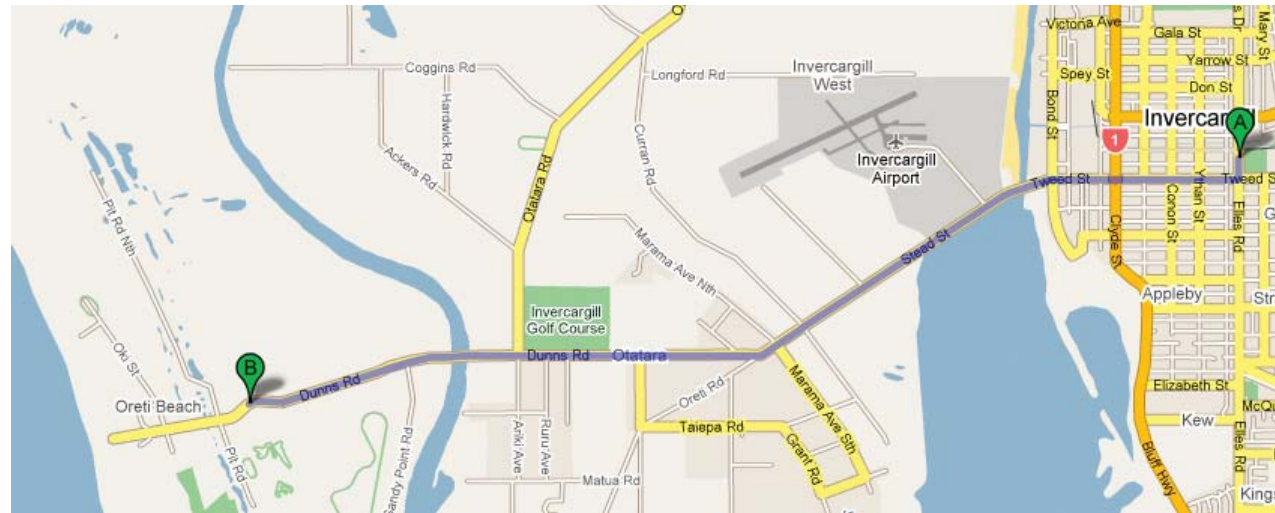 Victoria Ave
Gala St
Mary St
Yarrow St
Spey St
Don St
Bond St
Invercargill
West
Longford Rd
Coggins Rd
Hardwick Rd
Ackers Rd
Otatara Rd
Curran Rd
Invercargill
Airport
1
A
Tweed St
Tweed S
Conon St
Ythan St
Elles Rd
Clyde St
Pit Rd Nth
Marama Ave Nth
Stead St
Appleby
Invercargill
Golf Course
Dunns Rd
Otatara
Oki St
B
Dunns Rd
Oreti Beach
Oreti Rd
Marama Ave Sth
Elizabeth St
Kew
Elles Rd
Taiepa Rd
Grant Rd
Pit Rd
Sandy Point Rd
Ariki Ave
Ruru Ave
Matua Rd
Bluff Hwy